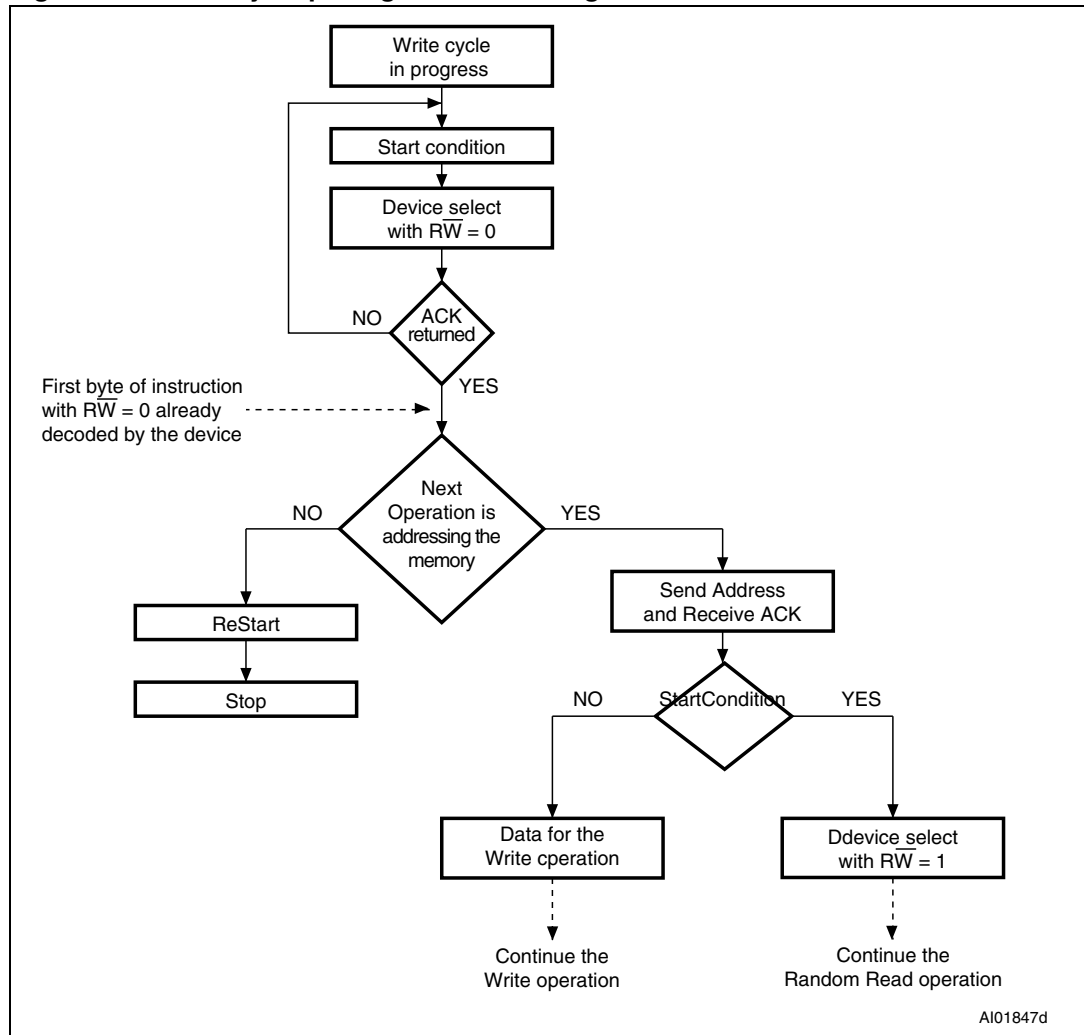 Write cycle
in progress
Start condition
Device select
with RW̅ = 0
ACK
returned
NO
YES
First byte of instruction
with RW̅ = 0 already
decoded by the device
Next
Operation is
addressing the
memory
NO
YES
Send Address
and Receive ACK
ReStart
Stop
StartCondition
NO
YES
Data for the
Write cperation
Ddevice select
with RW̅ = 1
Continue the
Write operation
Continue the
Random Read operation
AI01847d